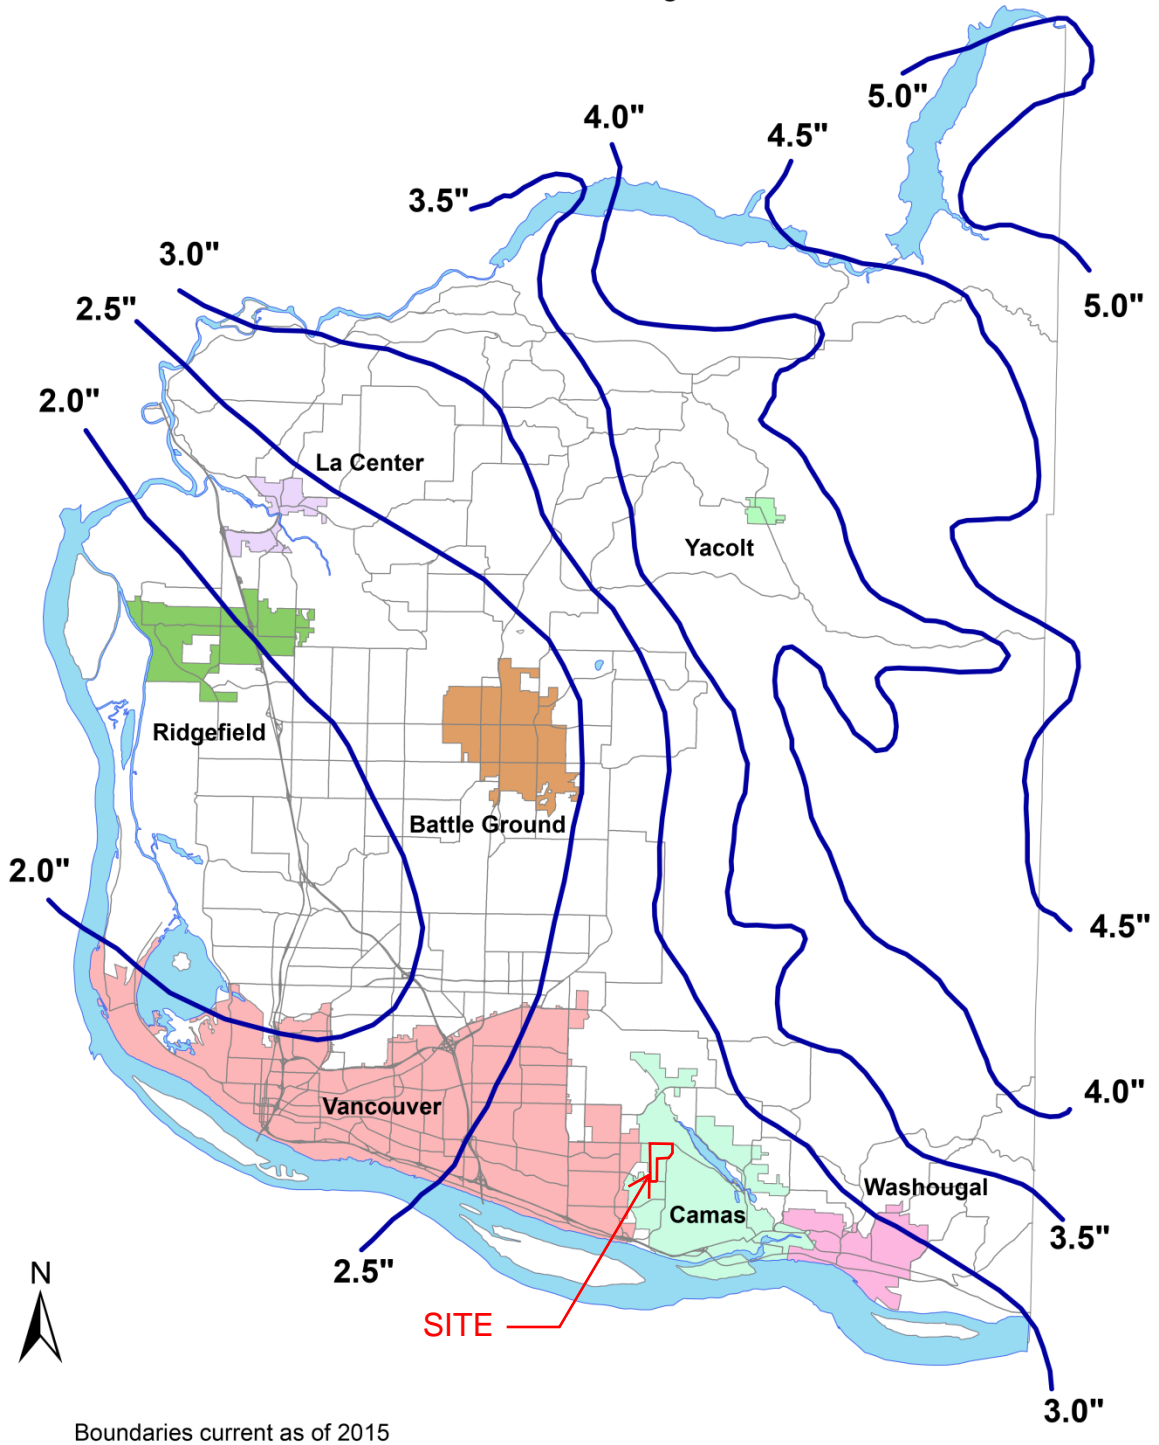 4.0"
4.5"
5.0"
3.5"
3.0"
2.5"
5.0"
2.0"
La Center
Yacolt
Ridgefield
Battle Ground
2.0"
4.5"
Vancouver
4.0"
Washougal
Camas
3.5"
2.5"
N
SITE
3.0"
Boundaries current as of 2015